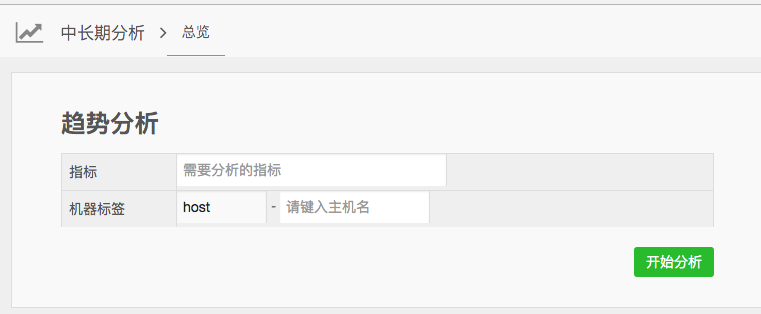 中长期分析 > 总览
趋势分析
指标 需要分析的指标
机器标签 host - 请键入主机名
开始分析